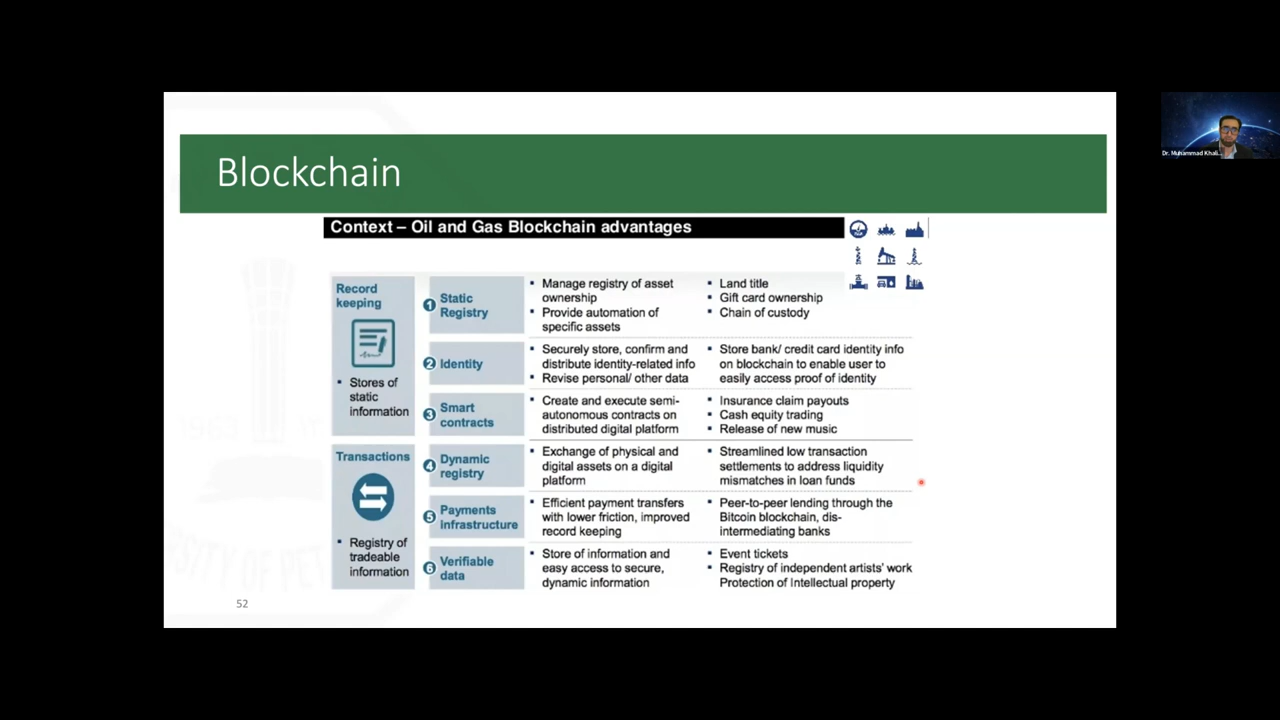 Blockchain
Context – Oil and Gas Blockchain advantages
Record
keeping
▪ Stores of
static
information
1 Static
Registry
▪ Manage registry of asset
ownership
▪ Provide automation of
specific assets
▪ Land title
▪ Gift card ownership
▪ Chain of custody
2 Identity
▪ Securely store, confirm and
distribute identity-related info
▪ Revise personal/ other data
▪ Store bank/ credit card identity info
on blockchain to enable user to
easily access proof of identity
3 Smart
contracts
▪ Create and execute semi-
autonomous contracts on
distributed digital platform
▪ Insurance claim payouts
▪ Cash equity trading
▪ Release of new music
Transactions
▪ Registry of
tradeable
information
4 Dynamic
registry
▪ Exchange of physical and
digital assets on a digital
platform
▪ Streamlined low transaction
settlements to address liquidity
mismatches in loan funds
5 Payments
infrastructure
▪ Efficient payment transfers
with lower friction, improved
record keeping
▪ Peer-to-peer lending through the
Bitcoin blockchain, dis-
intermediating banks
6 Verifiable
data
▪ Store of information and
easy access to secure,
dynamic information
▪ Event tickets
▪ Registry of independent artists' work
Protection of Intellectual property
52
1963
Dr. Muhammad Khali...